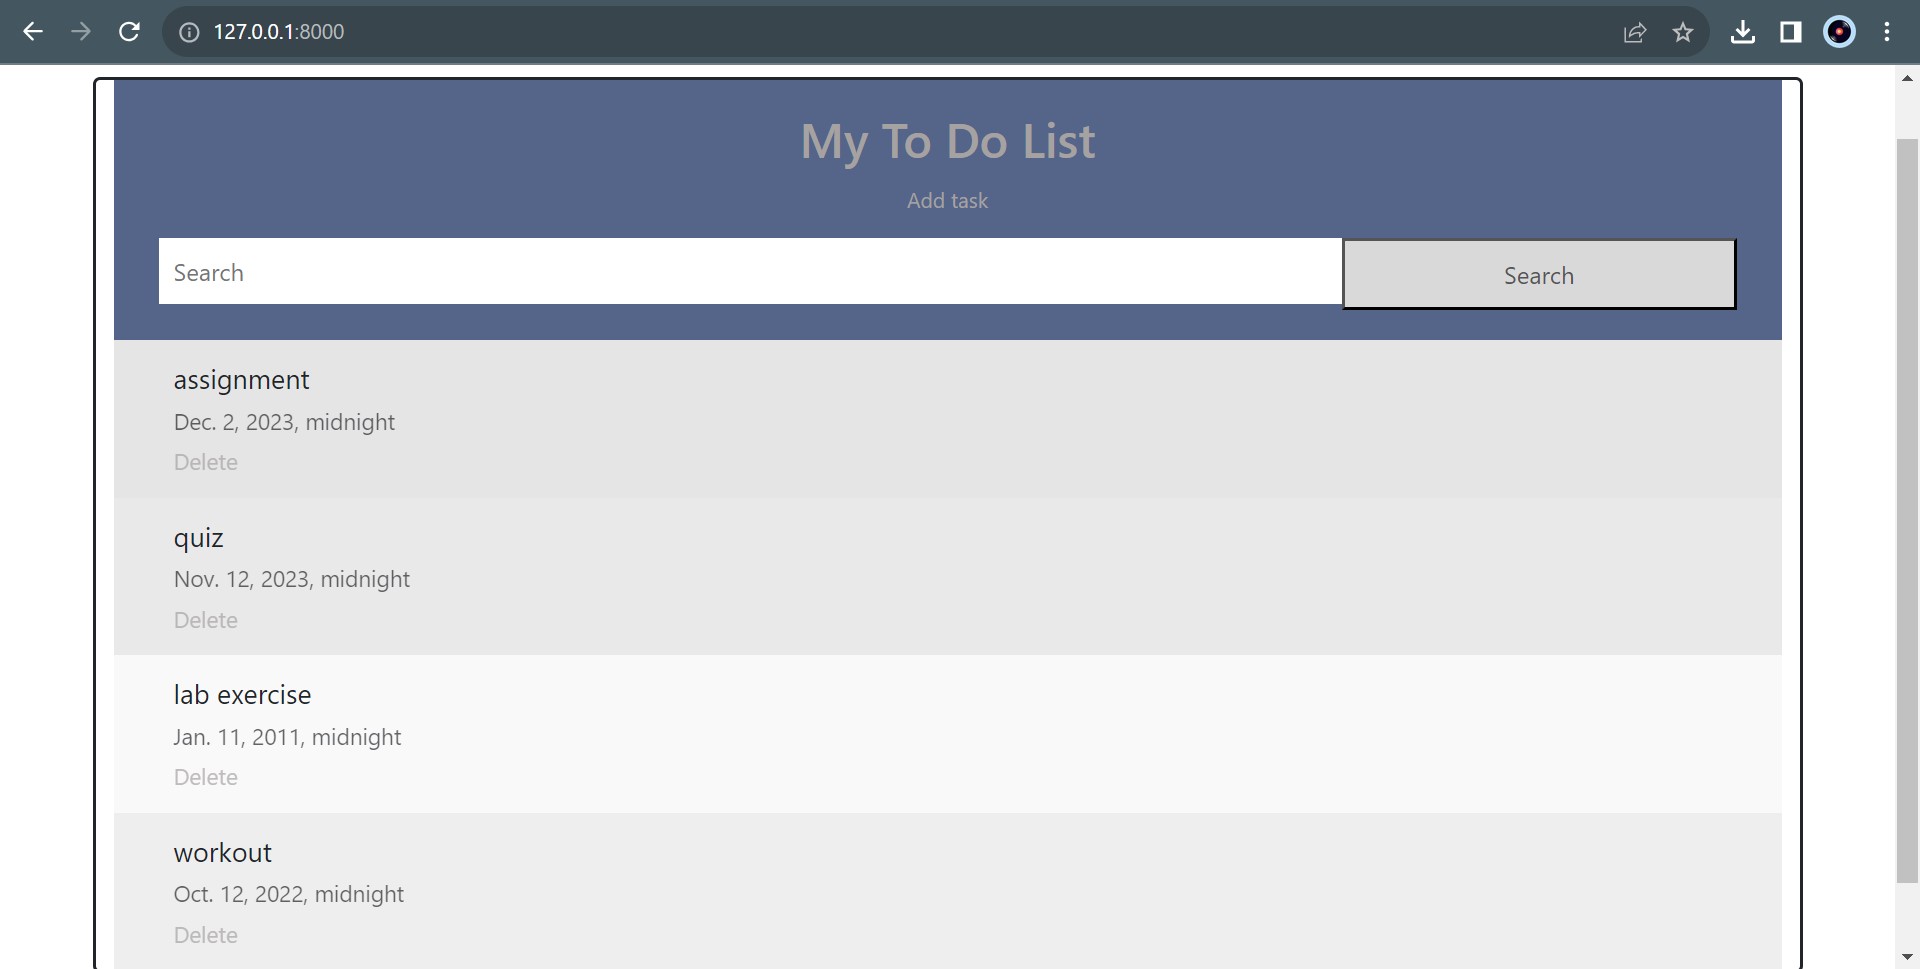 127.0.0.1:8000
My To Do List
Add task
Search Search
assignment
Dec. 2, 2023, midnight
Delete
quiz
Nov. 12, 2023, midnight
Delete
lab exercise
Jan. 11, 2011, midnight
Delete
workout
Oct. 12, 2022, midnight
Delete